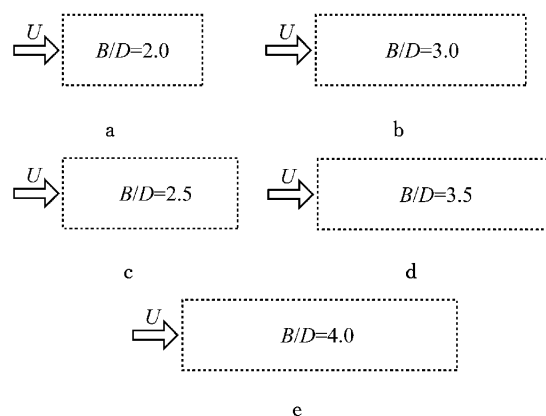 U B/D=2.0 U B/D=3.0
a b
U B/D=2.5 U B/D=3.5
c d
U B/D=4.0
e